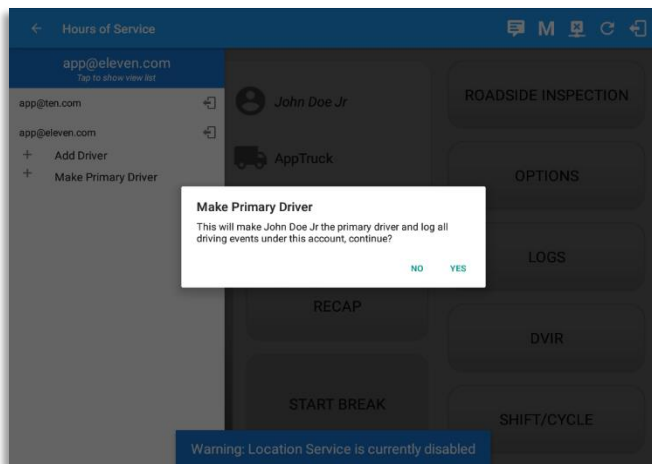 Hours of Service
M
app@eleven.com
Tap to show view list
app@ten.com
app@eleven.com
+ Add Driver
+ Make Primary Driver
John Doe Jr
AppTruck
RECAP
START BREAK
ROADSIDE INSPECTION
OPTIONS
LOGS
DVIR
SHIFT/CYCLE
Make Primary Driver
This will make John Doe Jr the primary driver and log all
driving events under this account, continue?
NO YES
Warning: Location Service is currently disabled